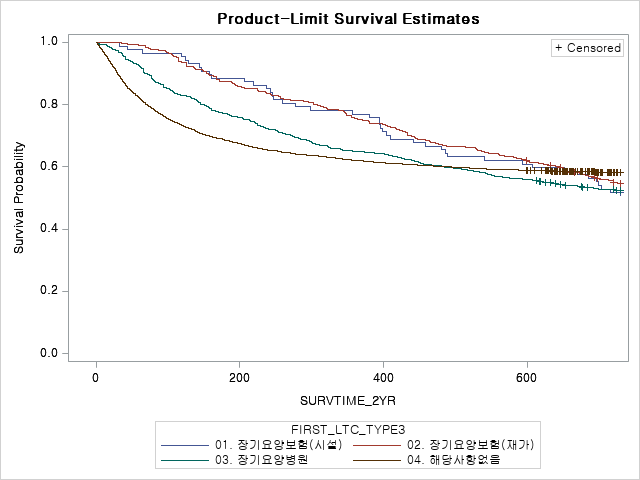 Product-Limit Survival Estimates
+ Censored
Survival Probability
1.0
0.8
0.6
0.4
0.2
0.0
0 200 400 600
SURVTIME_2YR
FIRST_LTC_TYPE3
01. 장기요양보험(시설) 02. 장기요양보험(재가)
03. 장기요양병원 04. 해당사항없음